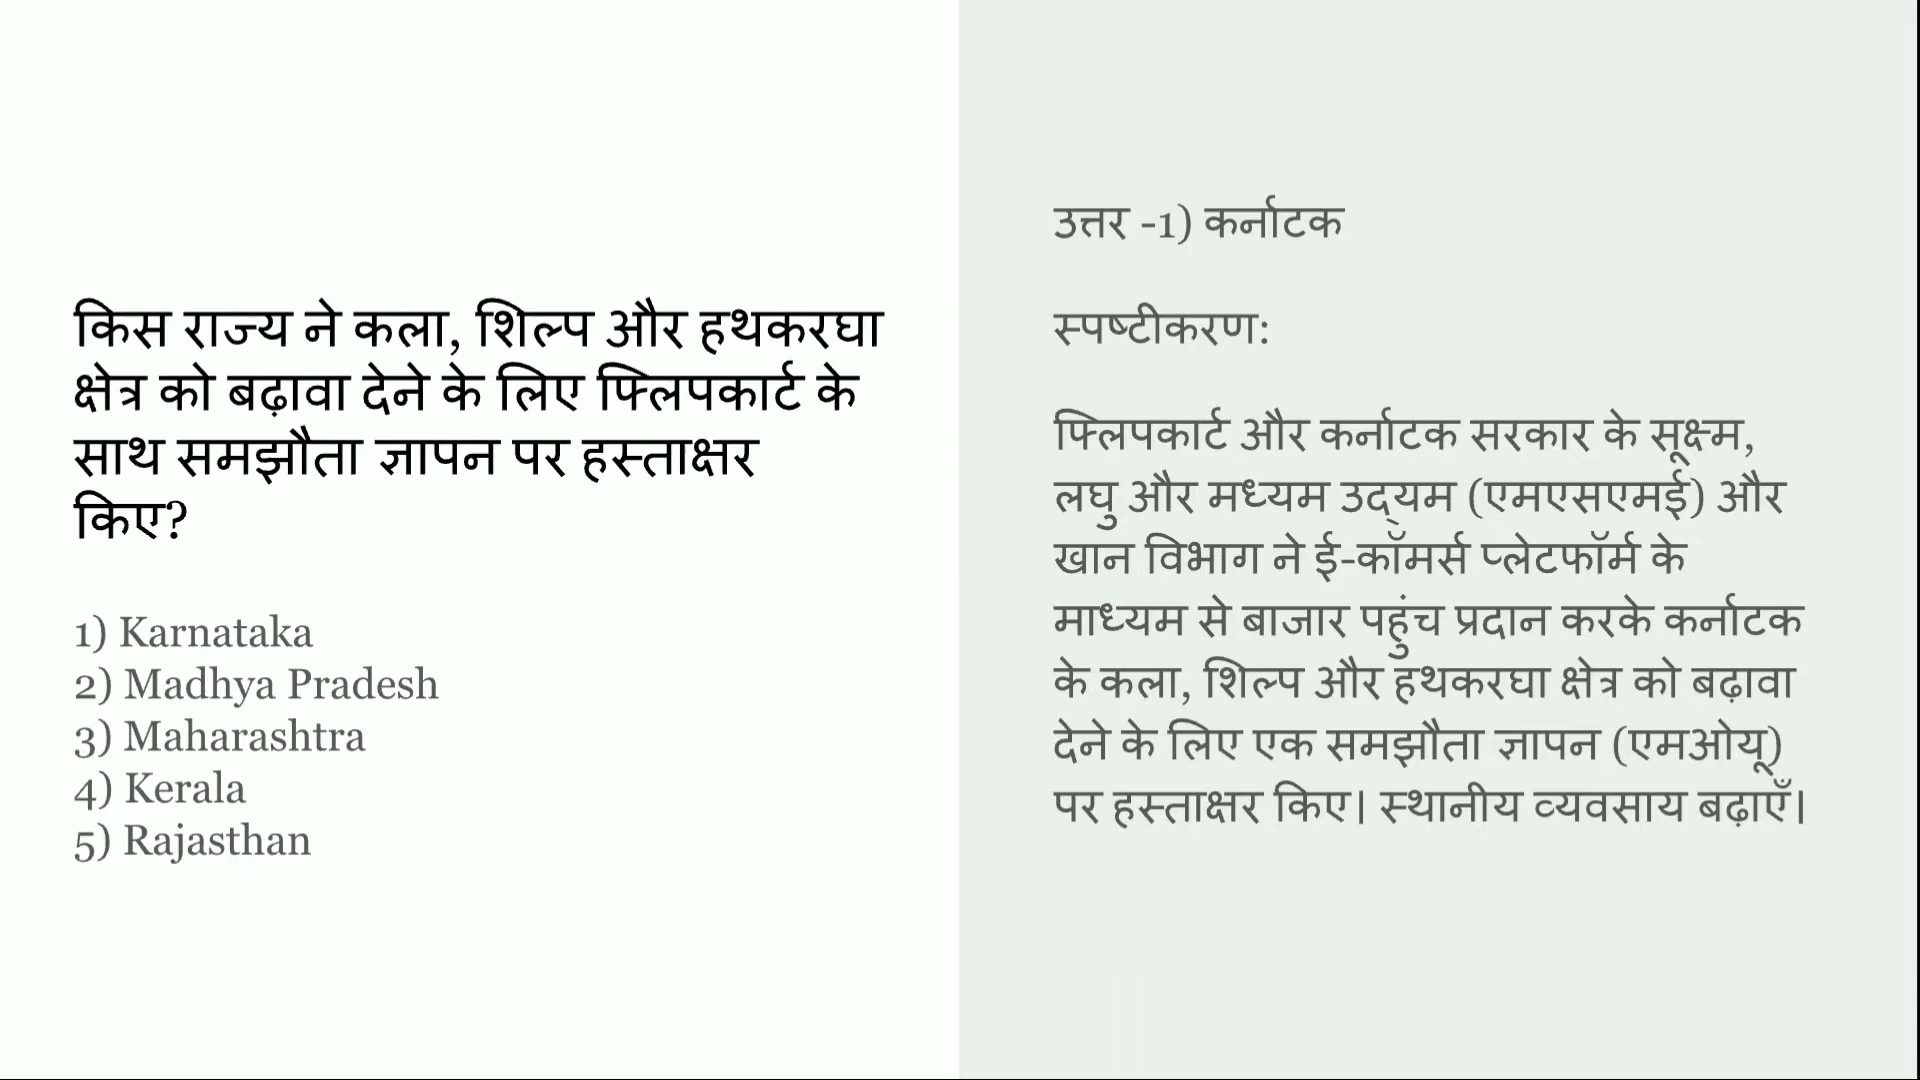 किस राज्य ने कला, शिल्प और हथकरघा
क्षेत्र को बढ़ावा देने के लिए फ्लिपकार्ट के
साथ समझौता ज्ञापन पर हस्ताक्षर
किए?
1) Karnataka
2) Madhya Pradesh
3) Maharashtra
4) Kerala
5) Rajasthan
उत्तर -1) कर्नाटक
स्पष्टीकरण:
फ्लिपकार्ट और कर्नाटक सरकार के सूक्ष्म,
लघु और मध्यम उद्यम (एमएसएमई) और
खान विभाग ने ई-कॉमर्स प्लेटफॉर्म के
माध्यम से बाजार पहुंच प्रदान करके कर्नाटक
के कला, शिल्प और हथकरघा क्षेत्र को बढ़ावा
देने के लिए एक समझौता ज्ञापन (एमओयू)
पर हस्ताक्षर किए। स्थानीय व्यवसाय बढ़ाएँ।